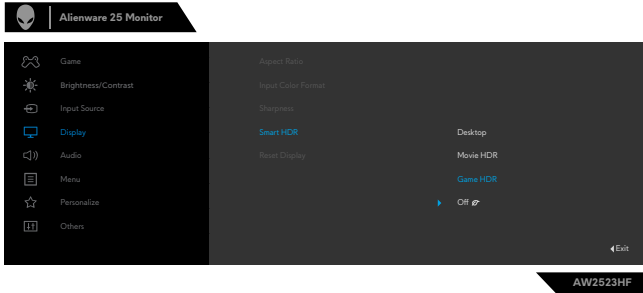 Alienware 25 Monitor
Game
Aspect Ratio
Brightness/Contrast
Input Color Format
Input Source
Sharpness
Display
Smart HDR
Desktop
Audio
Reset Display
Movie HDR
Menu
Game HDR
Personalize
Off
Others
Exit
AW2523HF